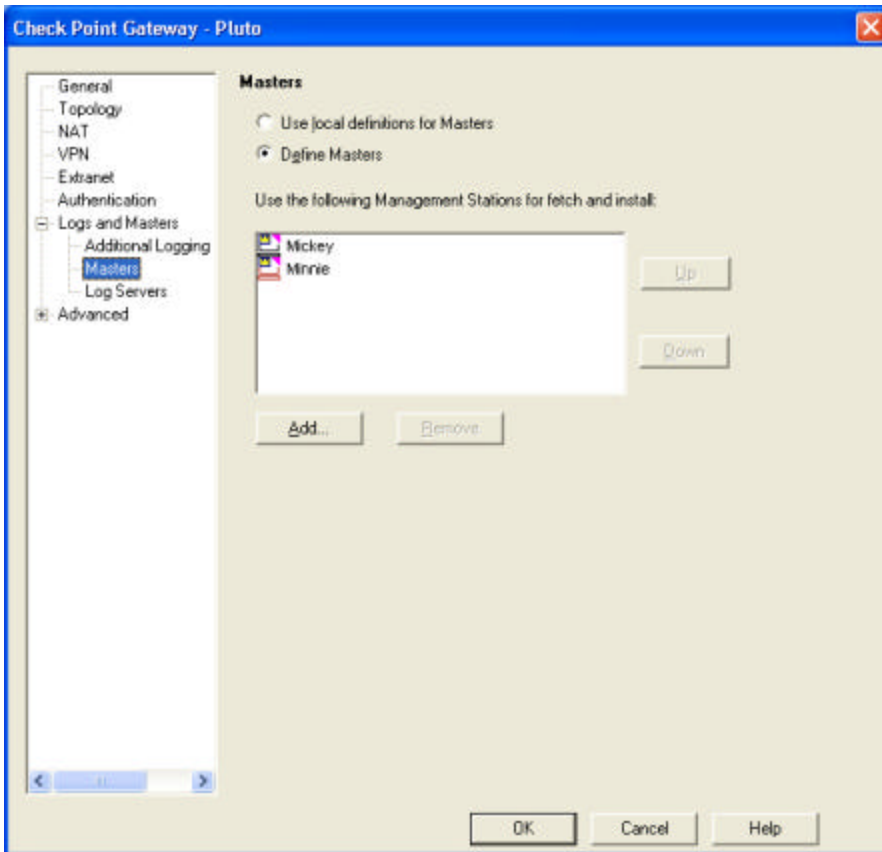 Check Point Gateway - Pluto
General
Topology
NAT
VPN
Extranet
Authentication
Logs and Masters
Additional Logging
Masters
Log Servers
Advanced
Masters
Use local definitions for Masters
Define Masters
Use the following Management Stations for fetch and install:
Mickey
Minnie
Up
Down
Add...
Remove
OK
Cancel
Help